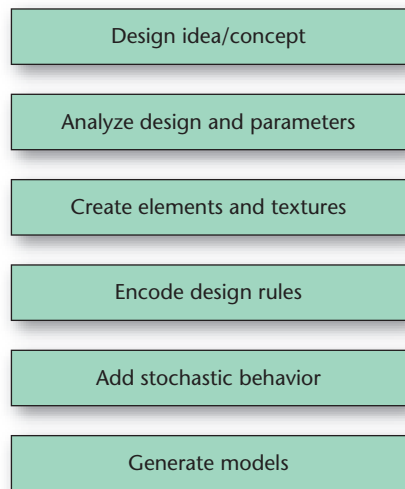 Design idea/concept
Analyze design and parameters
Create elements and textures
Encode design rules
Add stochastic behavior
Generate models